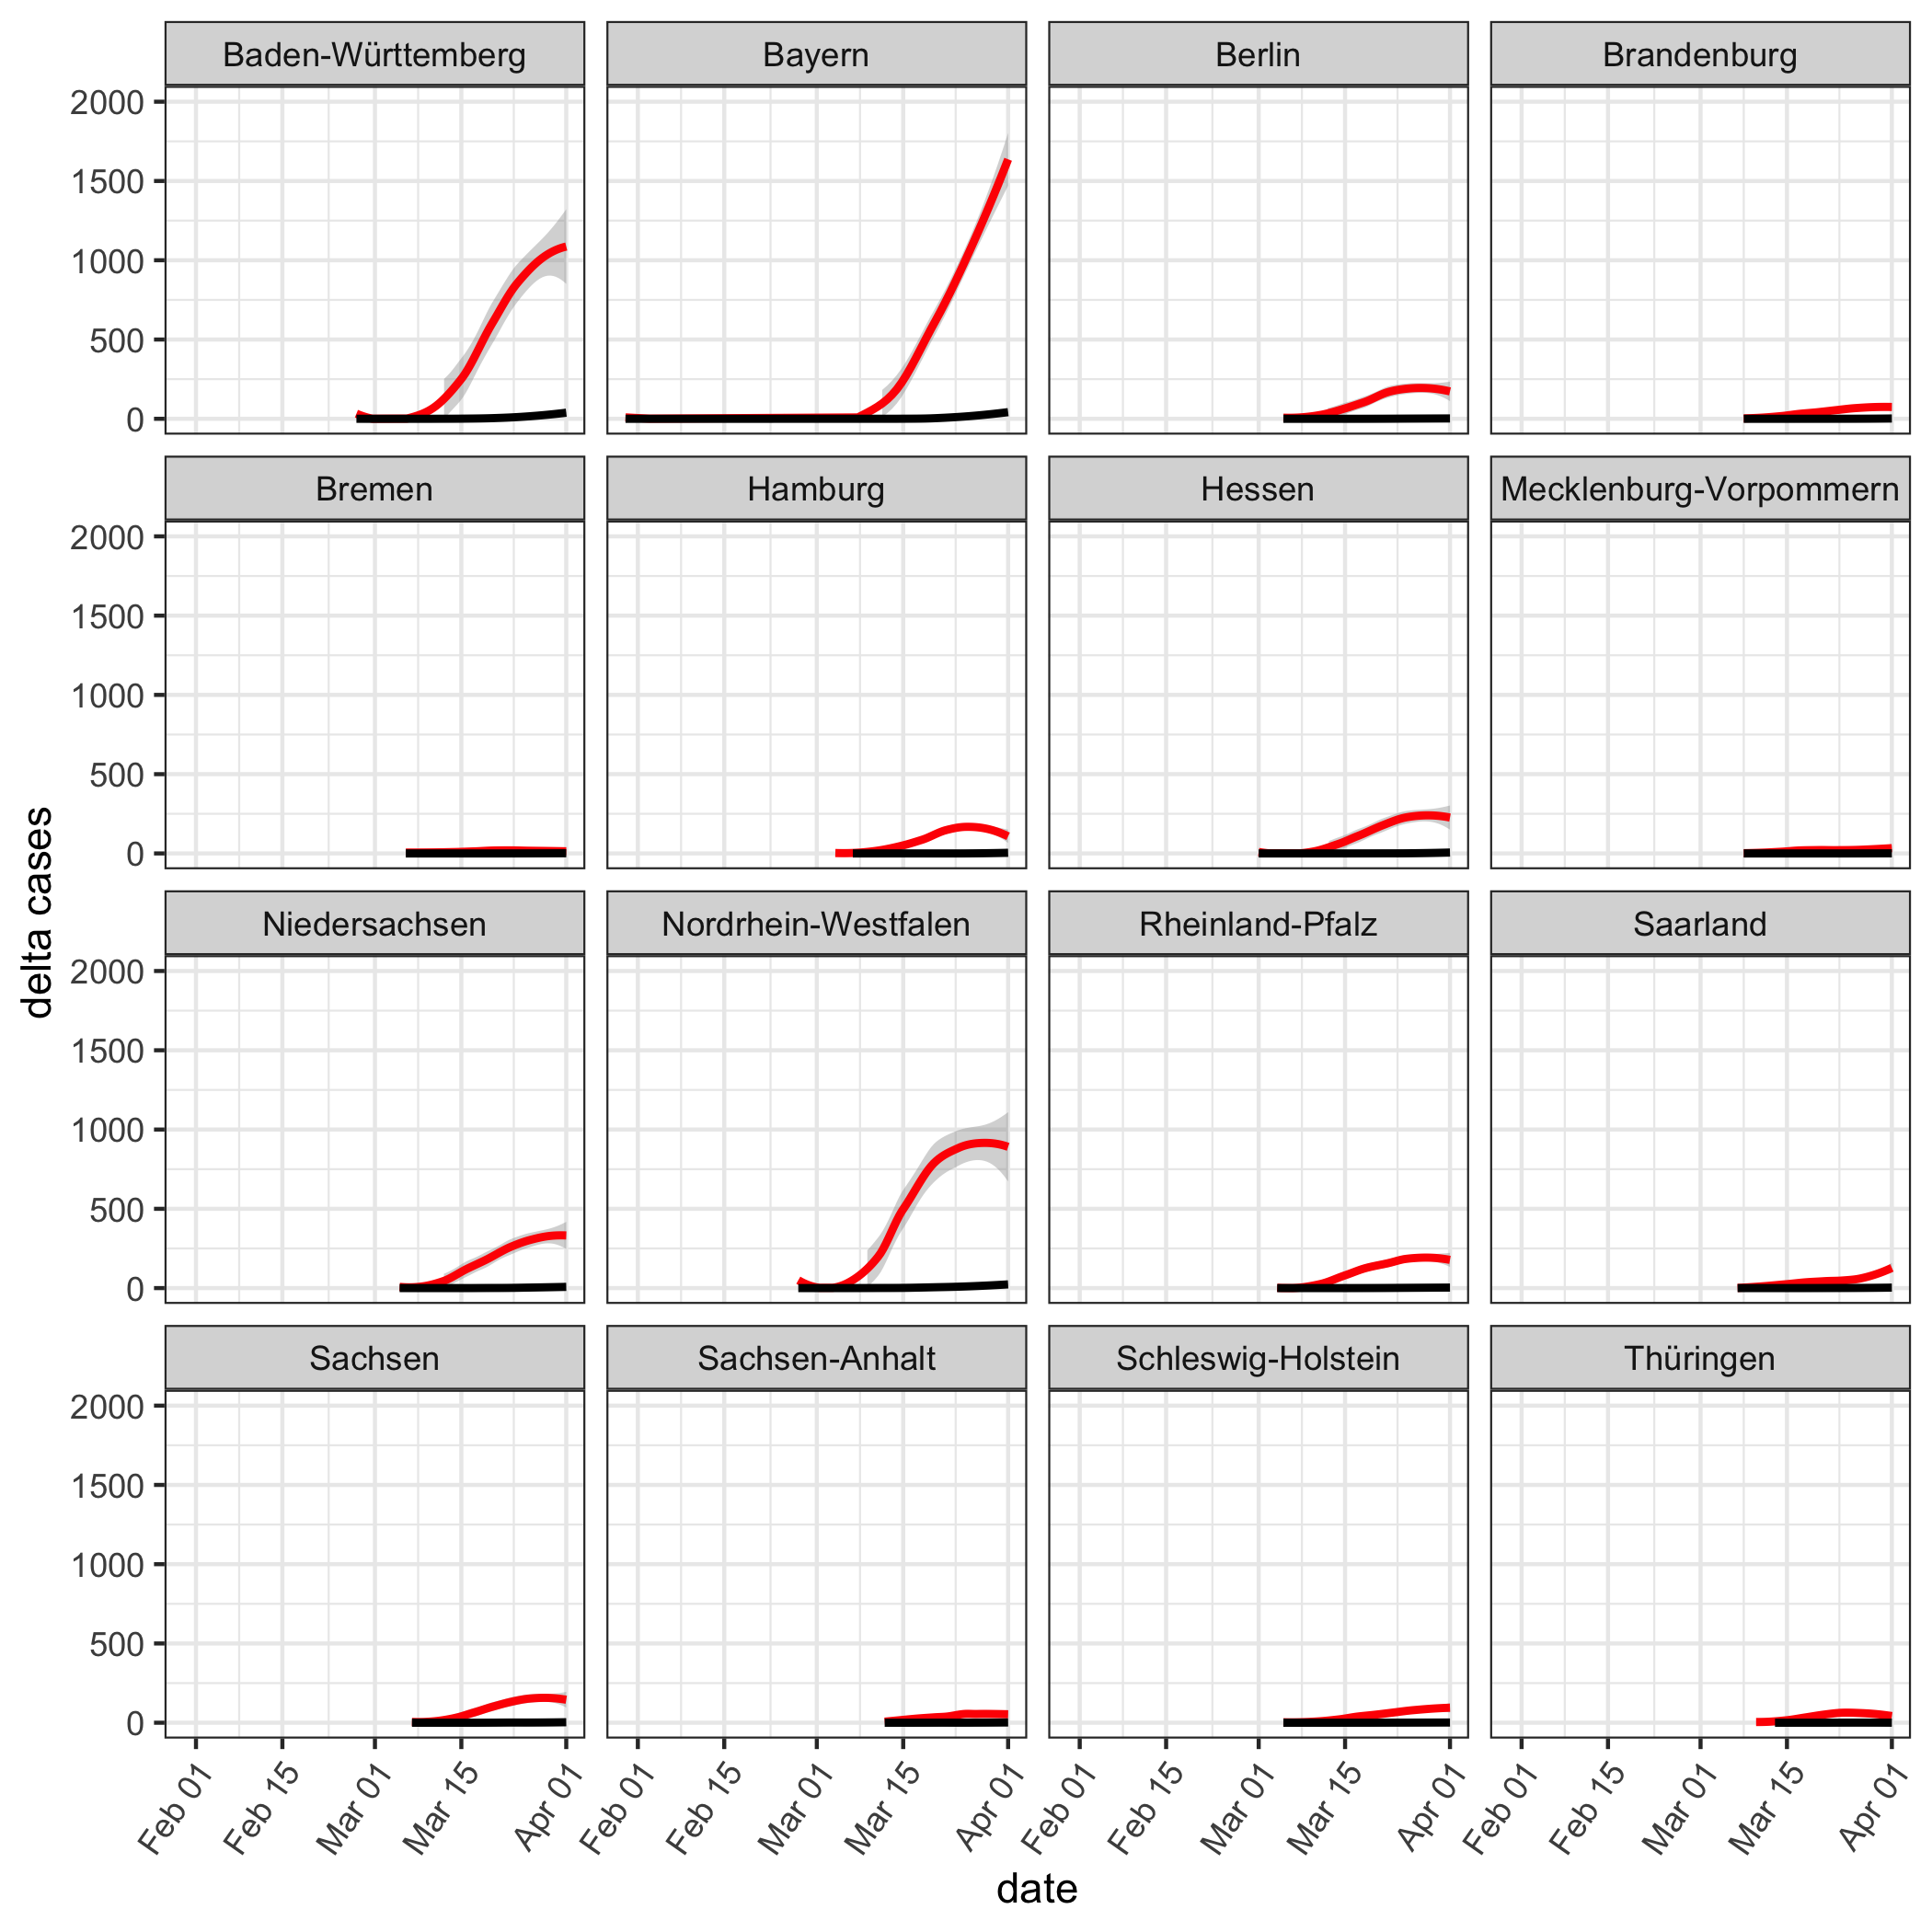 Baden-Württemberg
Bayern
Berlin
Brandenburg
2000
1500
1000
500
0
Bremen
Hamburg
Hessen
Mecklenburg-Vorpommern
2000
1500
1000
500
0
delta cases
Niedersachsen
Nordrhein-Westfalen
Rheinland-Pfalz
Saarland
2000
1500
1000
500
0
Sachsen
Sachsen-Anhalt
Schleswig-Holstein
Thüringen
2000
1500
1000
500
0
Feb 01
Feb 15
Mar 01
Mar 15
Apr 01
Feb 01
Feb 15
Mar 01
Mar 15
Apr 01
Feb 01
Feb 15
Mar 01
Mar 15
Apr 01
Feb 01
Feb 15
Mar 01
Mar 15
Apr 01
date